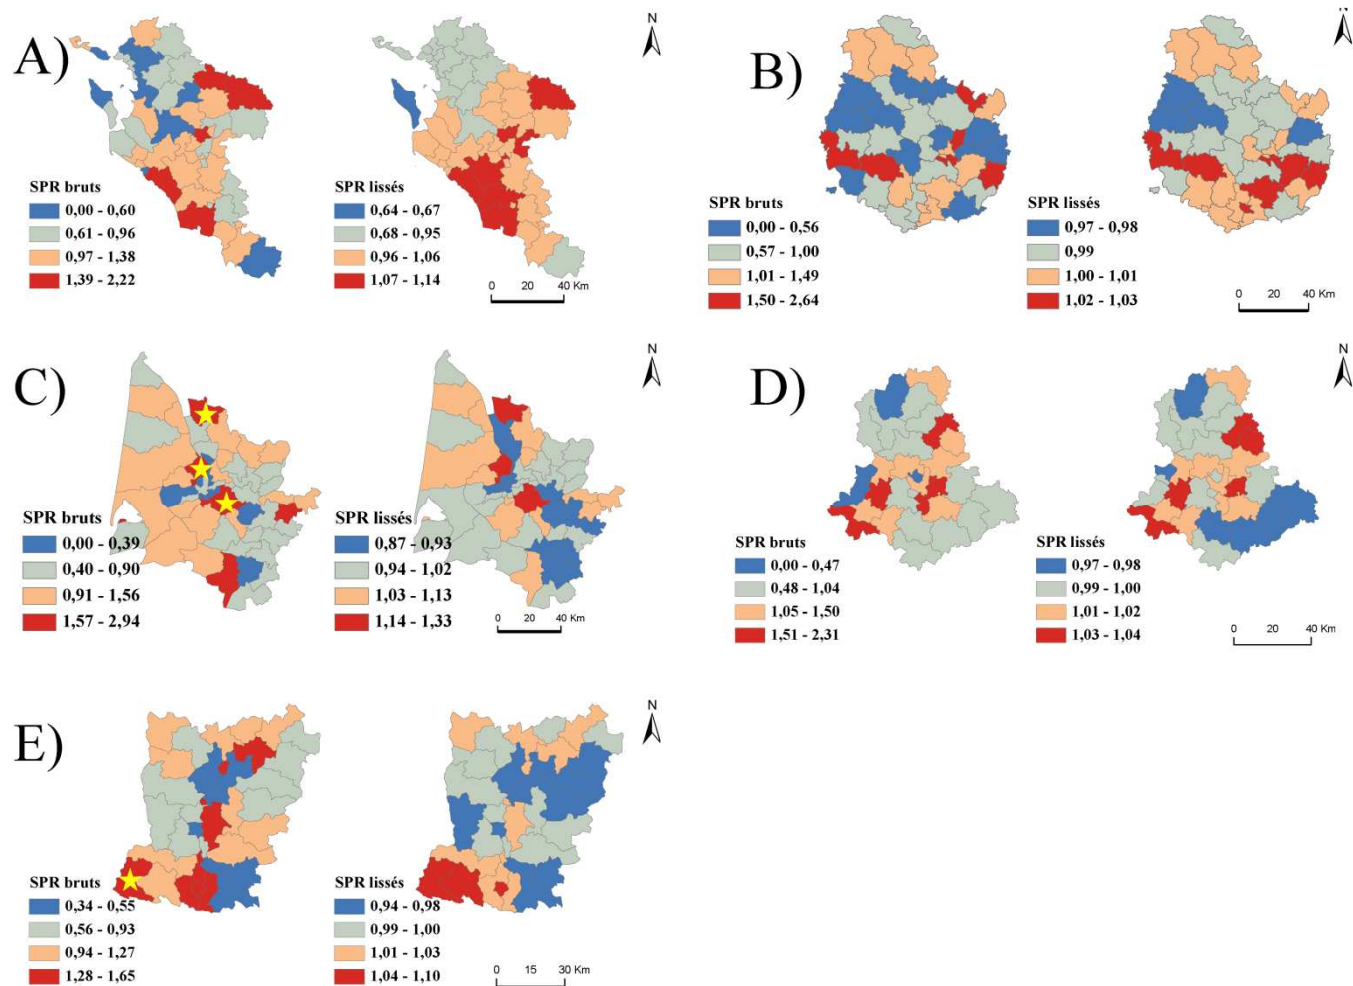 A)
N
SPR bruts
0,00 - 0,60
0,61 - 0,96
0,97 - 1,38
1,39 - 2,22
SPR lissés
0,64 - 0,67
0,68 - 0,95
0,96 - 1,06
1,07 - 1,14
0 20 40 Km
B)
N
SPR bruts
0,00 - 0,56
0,57 - 1,00
1,01 - 1,49
1,50 - 2,64
SPR lissés
0,97 - 0,98
0,99
1,00 - 1,01
1,02 - 1,03
0 20 40 Km
C)
N
SPR bruts
0,00 - 0,39
0,40 - 0,90
0,91 - 1,56
1,57 - 2,94
SPR lissés
0,87 - 0,93
0,94 - 1,02
1,03 - 1,13
1,14 - 1,33
0 20 40 Km
D)
N
SPR bruts
0,00 - 0,47
0,48 - 1,04
1,05 - 1,50
1,51 - 2,31
SPR lissés
0,97 - 0,98
0,99 - 1,00
1,01 - 1,02
1,03 - 1,04
0 20 40 Km
E)
N
SPR bruts
0,34 - 0,55
0,56 - 0,93
0,94 - 1,27
1,28 - 1,65
SPR lissés
0,94 - 0,98
0,99 - 1,00
1,01 - 1,03
1,04 - 1,10
0 15 30 Km